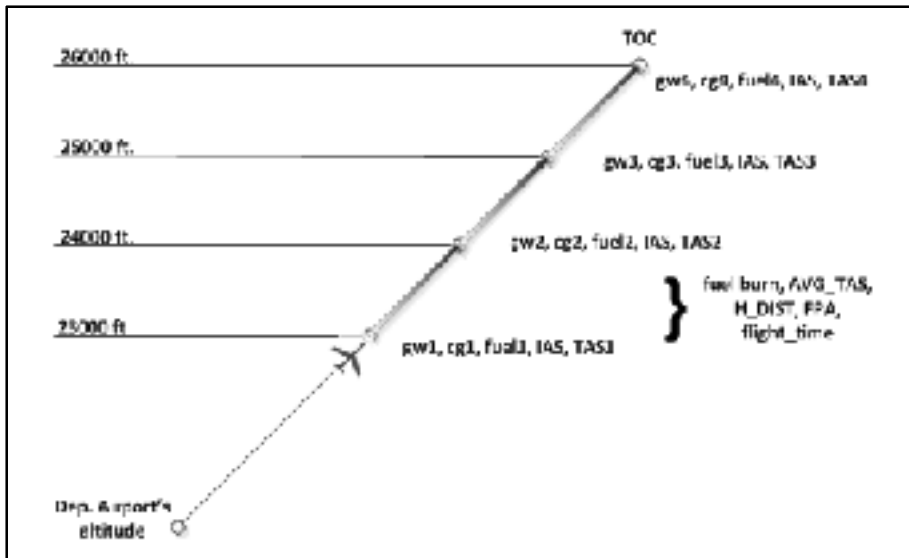 TOC
26000 ft.
gw4, cg4, fuel4, IAS, TAS4
25000 ft.
gw3, cg3, fuel3, IAS, TAS3
24000 ft.
gw2, cg2, fuel2, IAS, TAS2
fuel burn, AVG_TAS,
H_DIST, FPA,
flight_time
23000 ft
gw1, cg1, fuel1, IAS, TAS1
Dep. Airport's
altitude